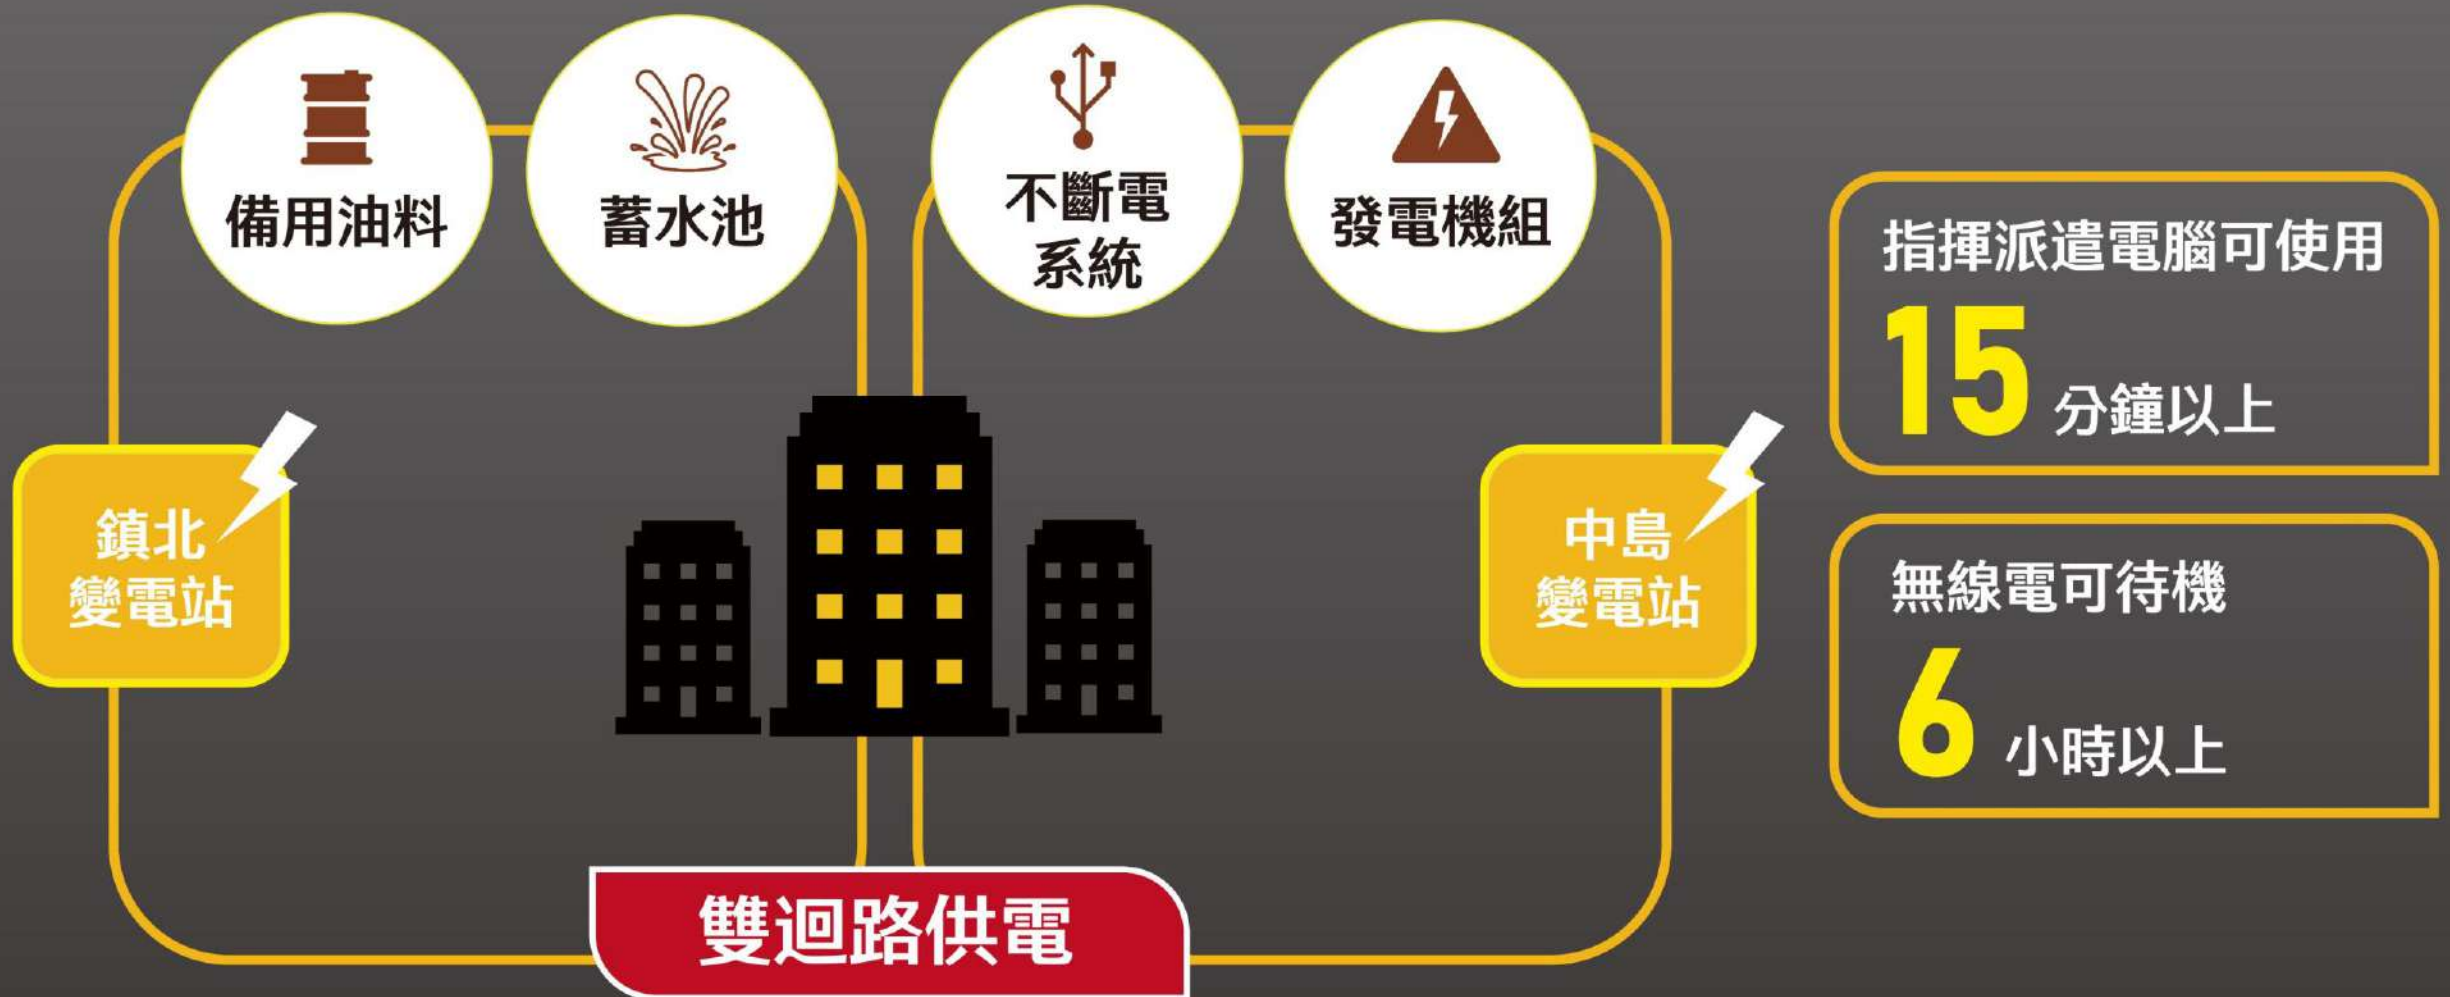 備用油料
蓄水池
不斷電
系統
發電機組
鎮北
變電站
中島
變電站
雙迴路供電
指揮派遣電腦可使用
15 分鐘以上
無線電可待機
6 小時以上